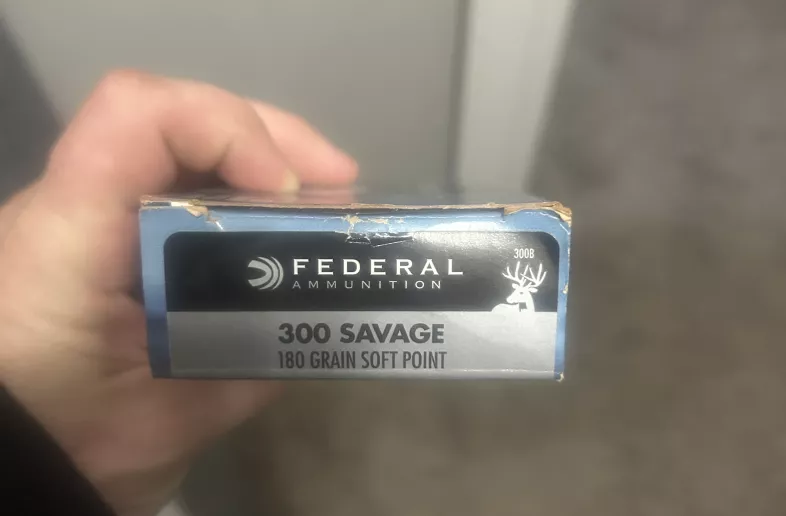 FEDERAL
AMMUNITION
300B
300 SAVAGE
180 GRAIN SOFT POINT